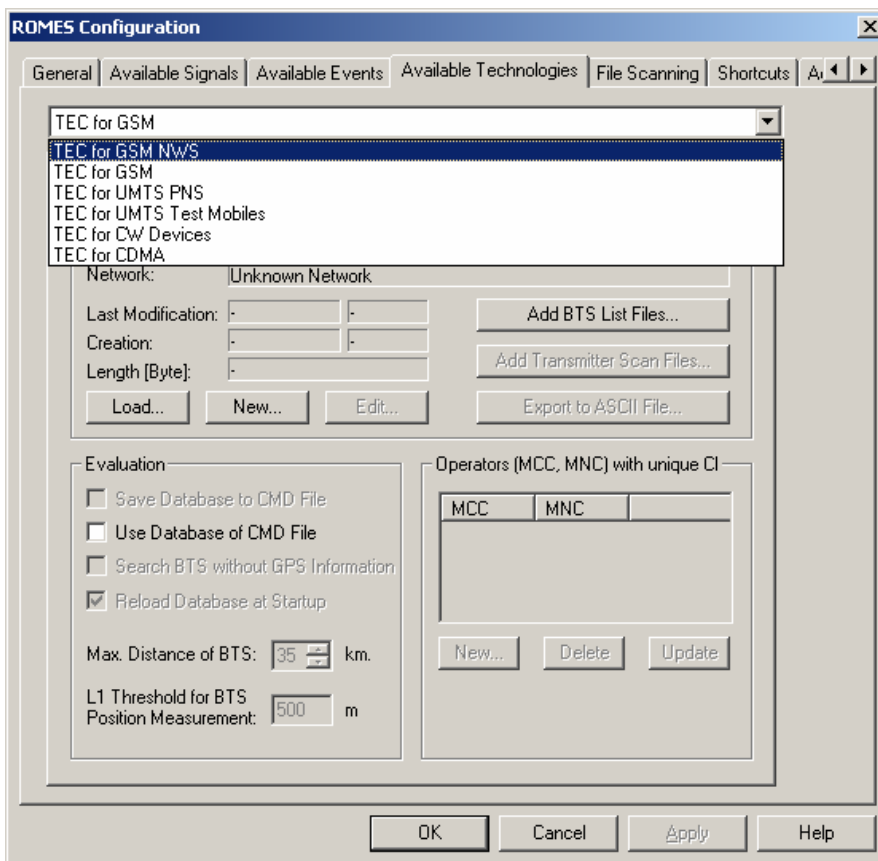 ROMES Configuration
General Available Signals Available Events Available Technologies File Scanning Shortcuts
TEC for GSM
TEC for GSM NWS
TEC for GSM
TEC for UMTS PNS
TEC for UMTS Test Mobiles
TEC for CW Devices
TEC for CDMA
Network: Unknown Network
Last Modification: - -
Add BTS List Files...
Creation: - -
Add Transmitter Scan Files...
Length [Byte]: -
Load... New... Edit... Export to ASCII File...
Evaluation
Save Database to CMD File
Use Database of CMD File
Search BTS without GPS Information
Reload Database at Startup
Max. Distance of BTS: 35 km.
L1 Threshold for BTS
Position Measurement: 500 m
Operators (MCC, MNC) with unique CI
MCC MNC
New... Delete Update
OK Cancel Apply Help